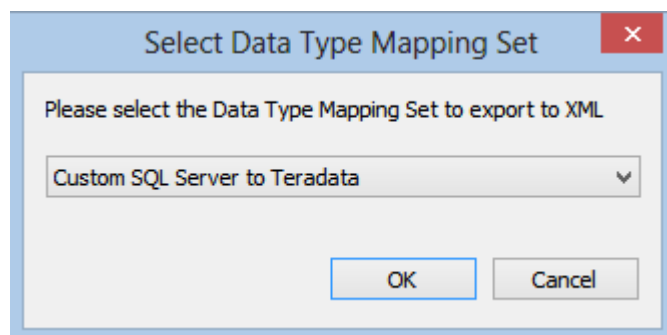 Select Data Type Mapping Set
Please select the Data Type Mapping Set to export to XML
Custom SQL Server to Teradata
OK Cancel